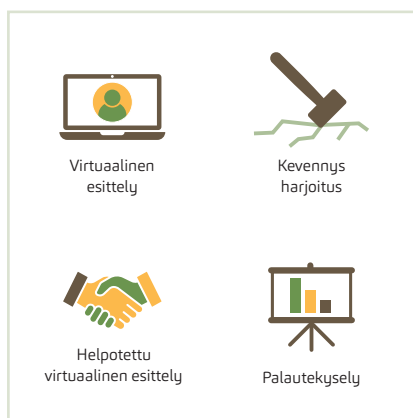 Virtuaalinen
esittely
Kevennys
harjoitus
Helpotettu
virtuaalinen esittely
Palautekysely